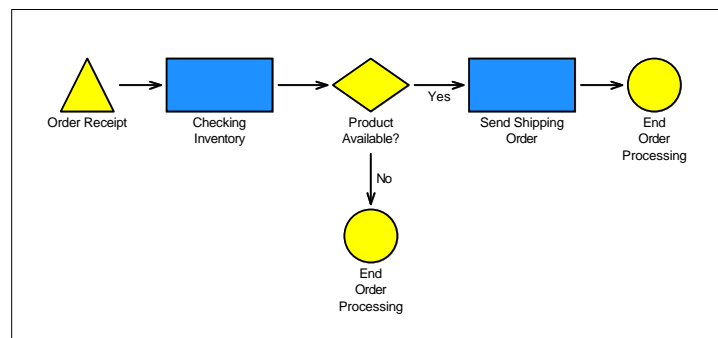 Order Receipt
Checking
Inventory
Product
Available?
Yes
Send Shipping
Order
End
Order
Processing
No
End
Order
Processing